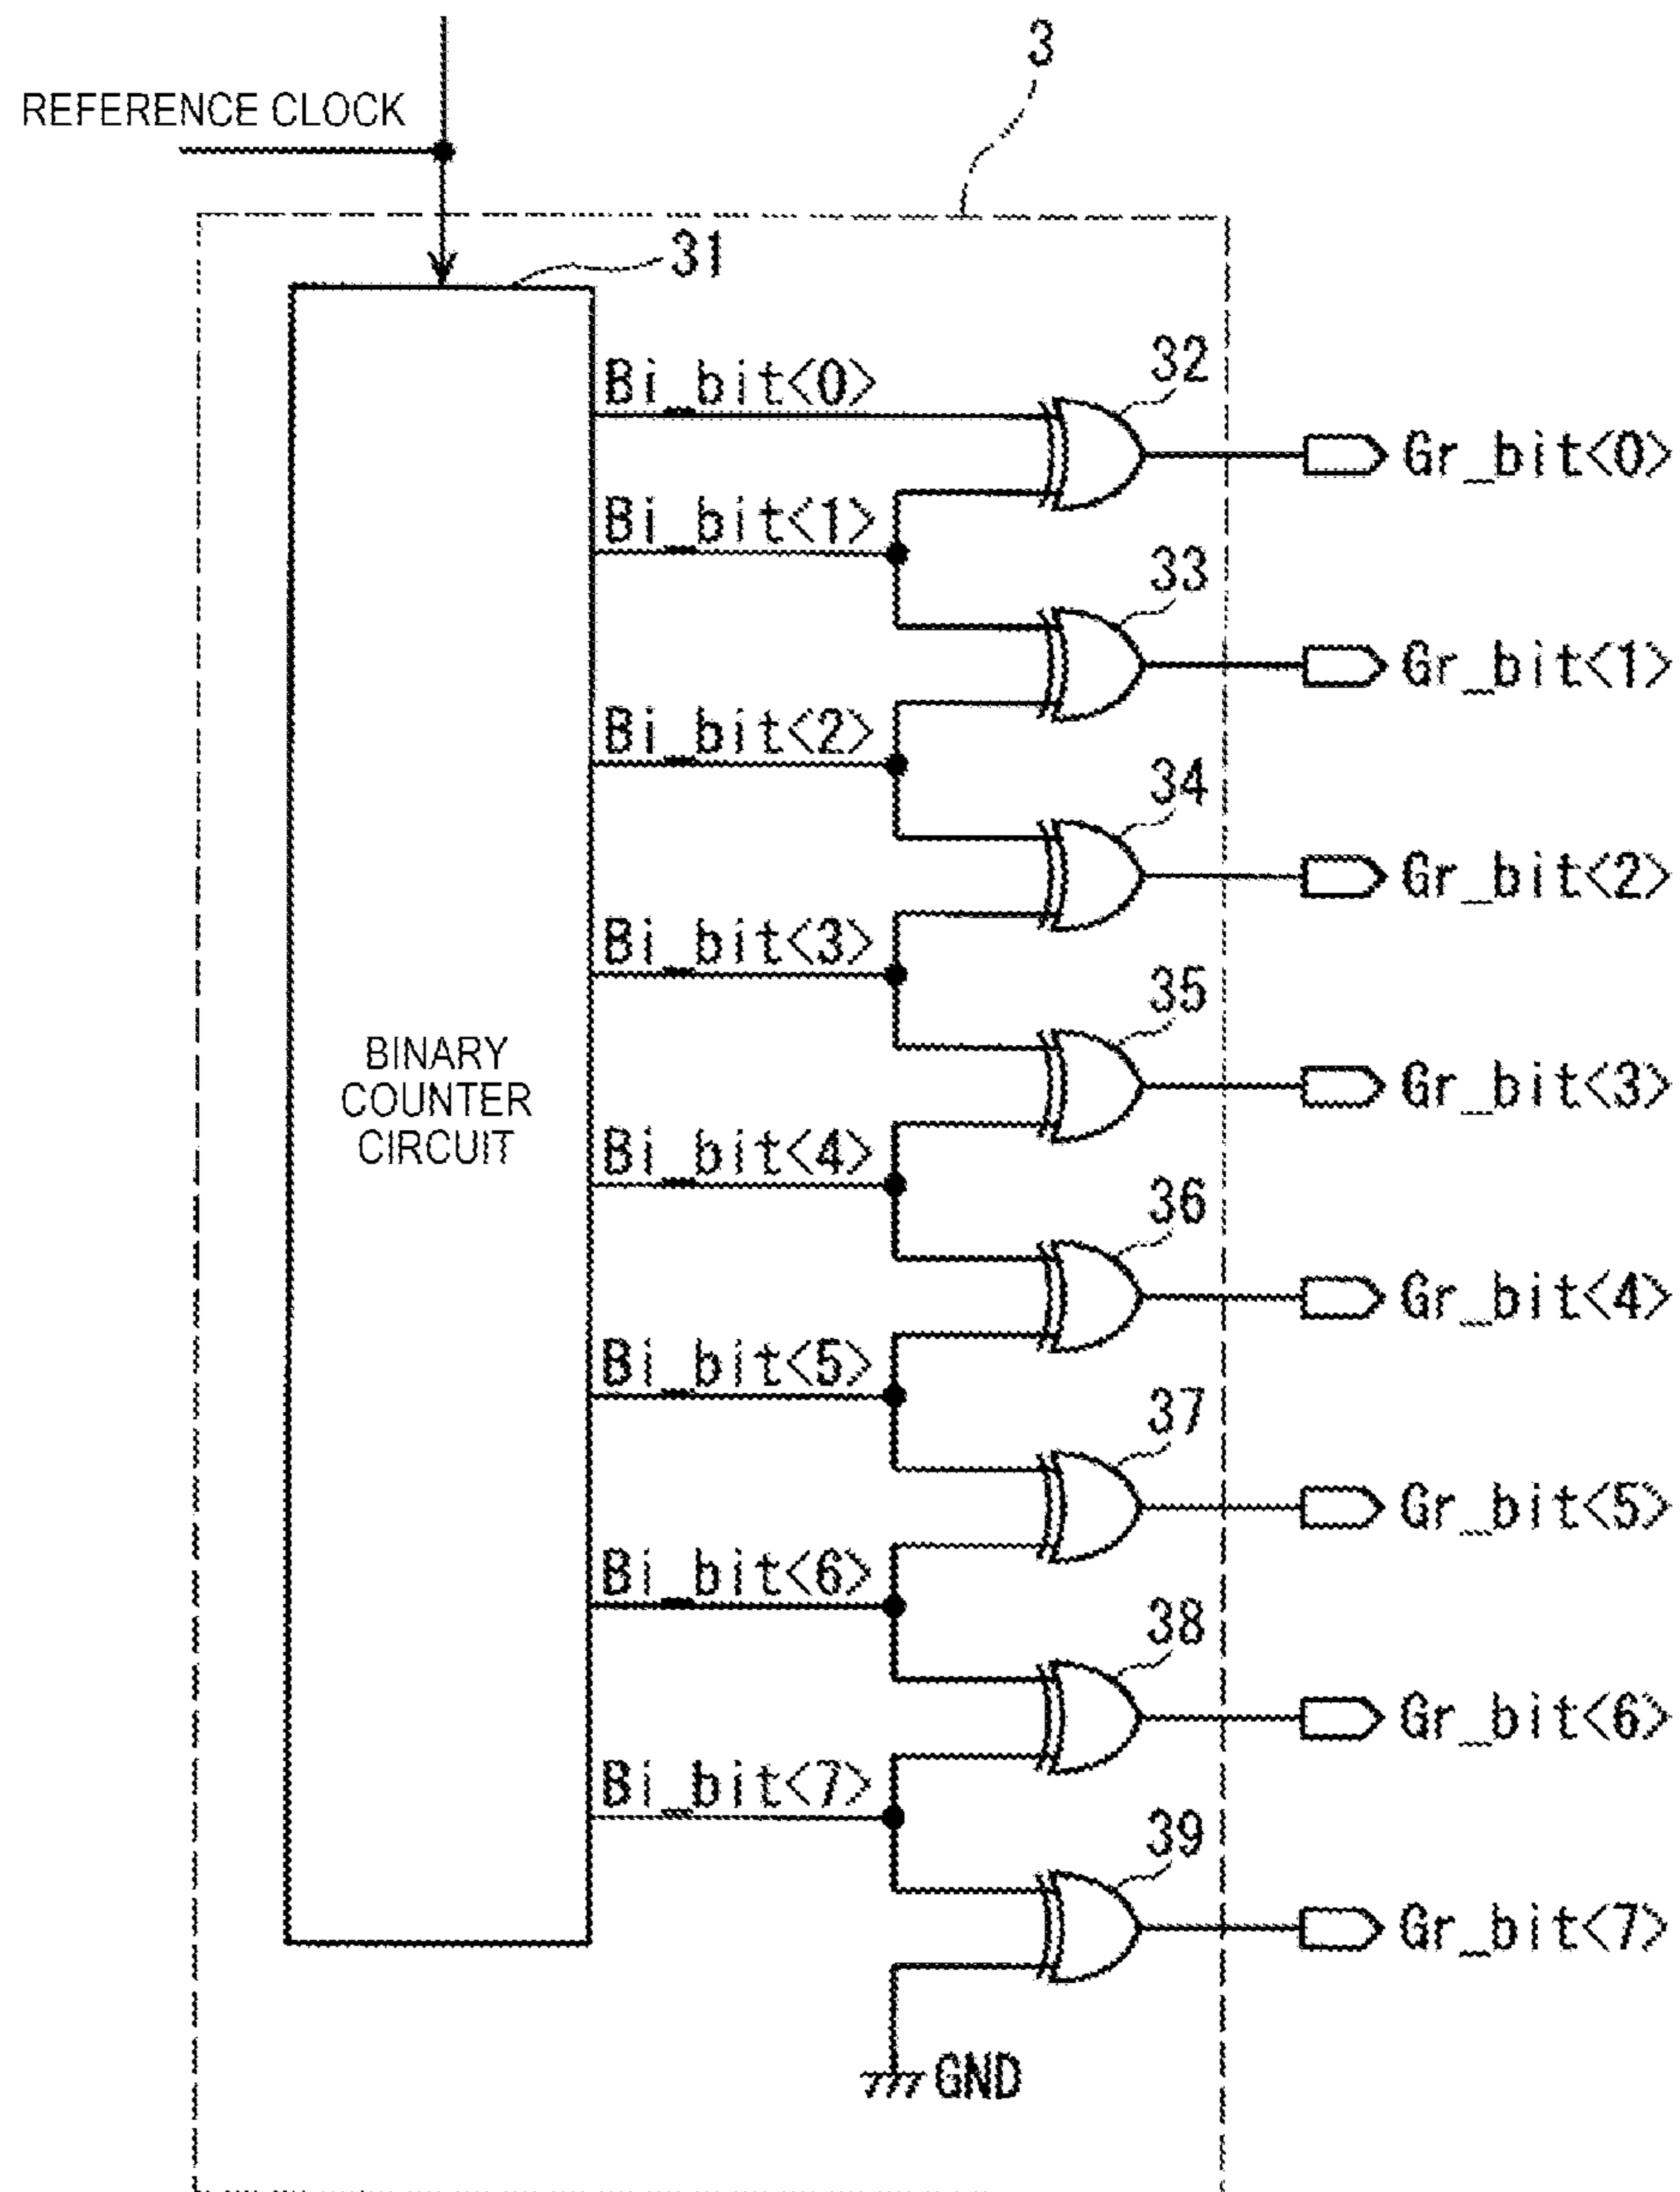 3
REFERENCE CLOCK
31
Bi_bit<0>
32
Gr_bit<0>
Bi_bit<1>
33
Gr_bit<1>
Bi_bit<2>
34
Gr_bit<2>
Bi_bit<3>
35
Gr_bit<3>
BINARY
COUNTER
CIRCUIT
Bi_bit<4>
36
Gr_bit<4>
Bi_bit<5>
37
Gr_bit<5>
Bi_bit<6>
38
Gr_bit<6>
Bi_bit<7>
39
Gr_bit<7>
GND